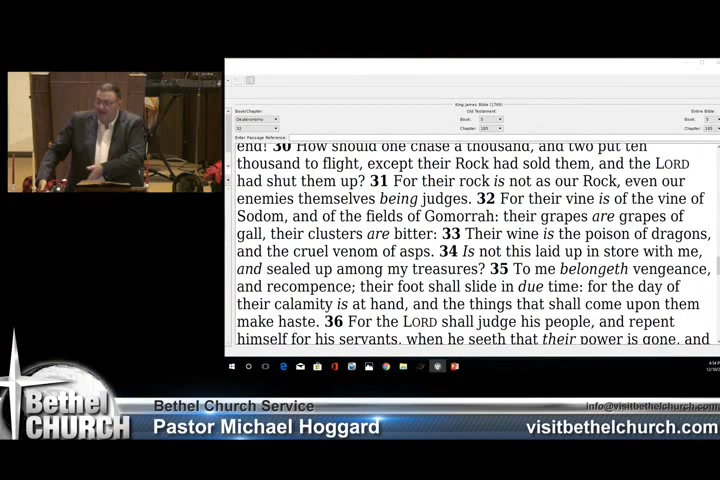 King James Bible (1769)
Book/Chapter:
Old Testament
Entire Bible:
Deuteronomy
Book: 5
Book: 5
32
Chapter: 185
Chapter: 185
Enter Passage Reference:
end! 30 How should one chase a thousand, and two put ten
thousand to flight, except their Rock had sold them, and the LORD
had shut them up? 31 For their rock is not as our Rock, even our
enemies themselves being judges. 32 For their vine is of the vine of
Sodom, and of the fields of Gomorrah: their grapes are grapes of
gall, their clusters are bitter: 33 Their wine is the poison of dragons,
and the cruel venom of asps. 34 Is not this laid up in store with me,
and sealed up among my treasures? 35 To me belongeth vengeance,
and recompence; their foot shall slide in due time: for the day of
their calamity is at hand, and the things that shall come upon them
make haste. 36 For the LORD shall judge his people, and repent
himself for his servants, when he seeth that their power is gone, and
Bethel
CHURCH
Bethel Church Service
info@visitbethelchurch.com
Pastor Michael Hoggard
visitbethelchurch.com